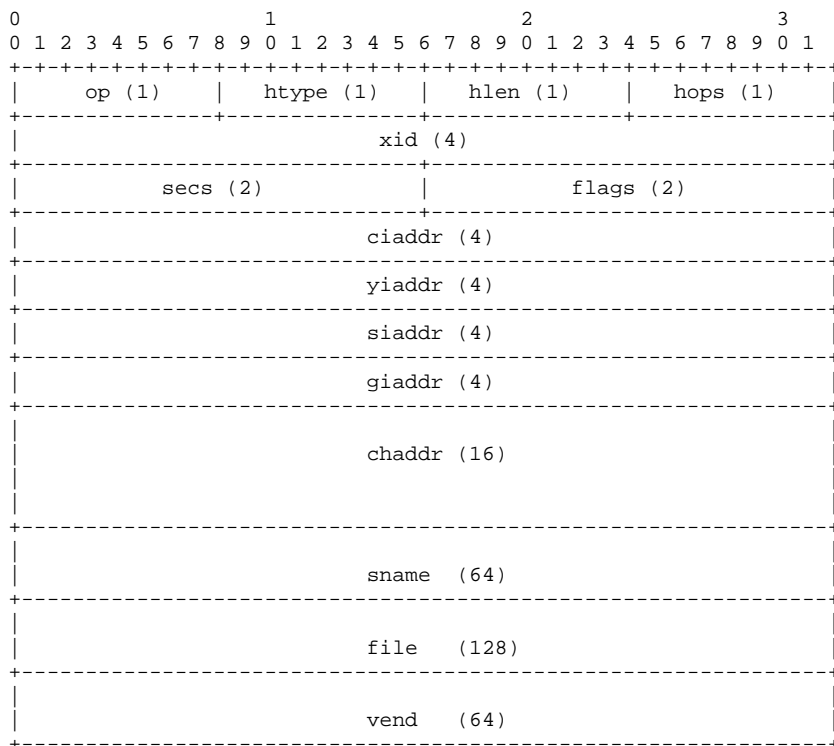 0                   1                   2                   3
0 1 2 3 4 5 6 7 8 9 0 1 2 3 4 5 6 7 8 9 0 1 2 3 4 5 6 7 8 9 0 1
+-+-+-+-+-+-+-+-+-+-+-+-+-+-+-+-+-+-+-+-+-+-+-+-+-+-+-+-+-+-+-+-+
|     op (1)    |   htype (1)   |   hlen (1)    |   hops (1)    |
+---------------+---------------+---------------+---------------+
|                            xid (4)                            |
+-------------------------------+-------------------------------+
|           secs (2)            |           flags (2)           |
+-------------------------------+-------------------------------+
|                           ciaddr (4)                          |
+---------------------------------------------------------------+
|                           yiaddr (4)                          |
+---------------------------------------------------------------+
|                           siaddr (4)                          |
+---------------------------------------------------------------+
|                           giaddr (4)                          |
+---------------------------------------------------------------+
|                                                               |
|                           chaddr (16)                         |
|                                                               |
|                                                               |
+---------------------------------------------------------------+
|                                                               |
|                           sname  (64)                         |
+---------------------------------------------------------------+
|                                                               |
|                           file   (128)                        |
+---------------------------------------------------------------+
|                                                               |
|                           vend   (64)                         |
+---------------------------------------------------------------+